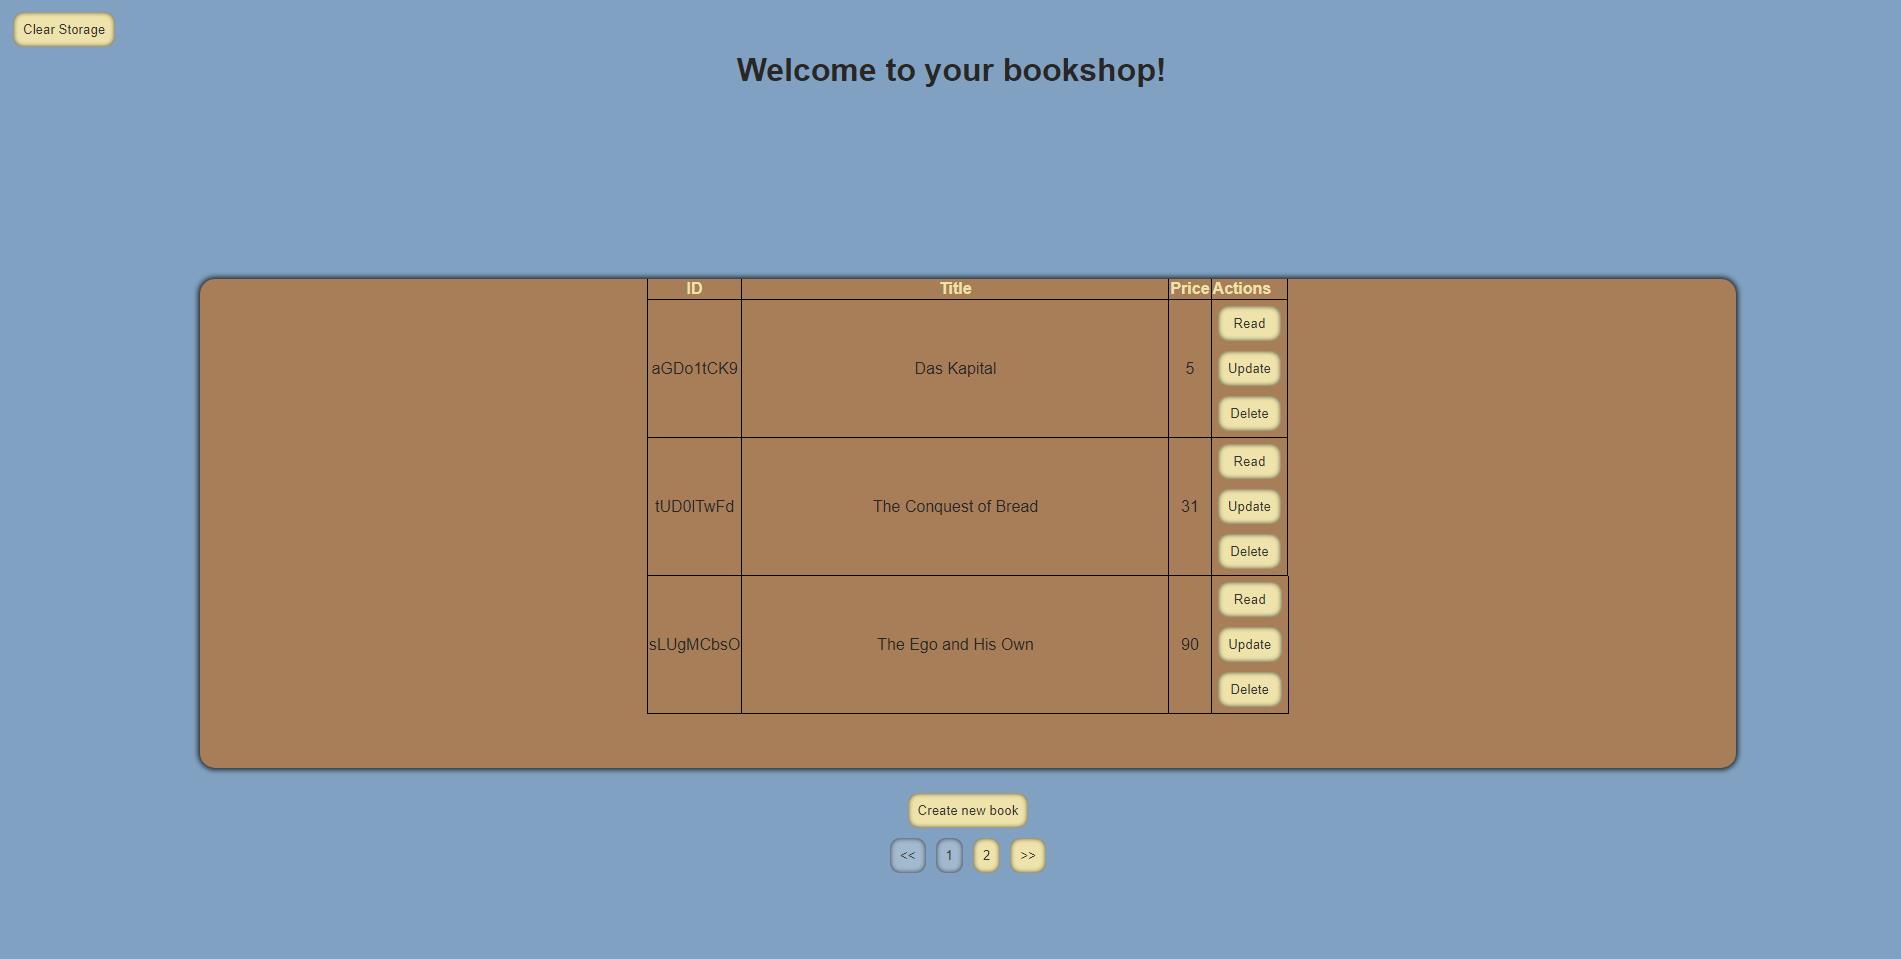 Clear Storage
Welcome to your bookshop!
ID Title Price Actions
Read
aGDo1tCK9 Das Kapital 5 Update
Delete
Read
tUD0lTwFd The Conquest of Bread 31 Update
Delete
Read
sLUgMCbsO The Ego and His Own 90 Update
Delete
Create new book
<< 1 2 >>